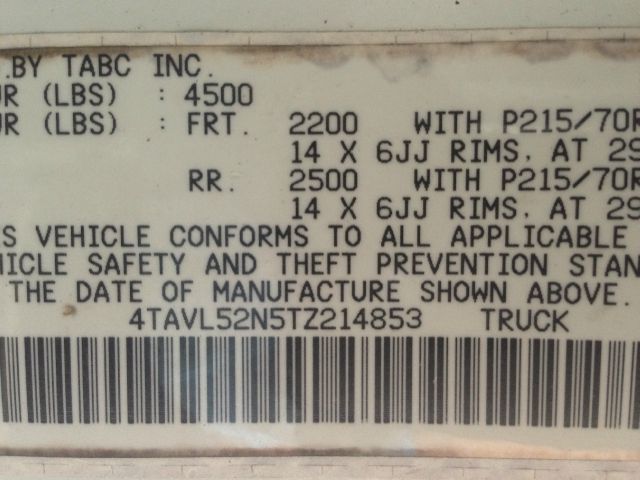 .BY TABC INC.
R (LBS) : 4500
R (LBS) : FRT. 2200 WITH P215/70R
14 X 6JJ RIMS, AT 29
RR. 2500 WITH P215/70R
14 X 6JJ RIMS, AT 29
S VEHICLE CONFORMS TO ALL APPLICABLE
HICLE SAFETY AND THEFT PREVENTION STAN
THE DATE OF MANUFACTURE SHOWN ABOVE.
4TAVL52N5TZ214853 TRUCK